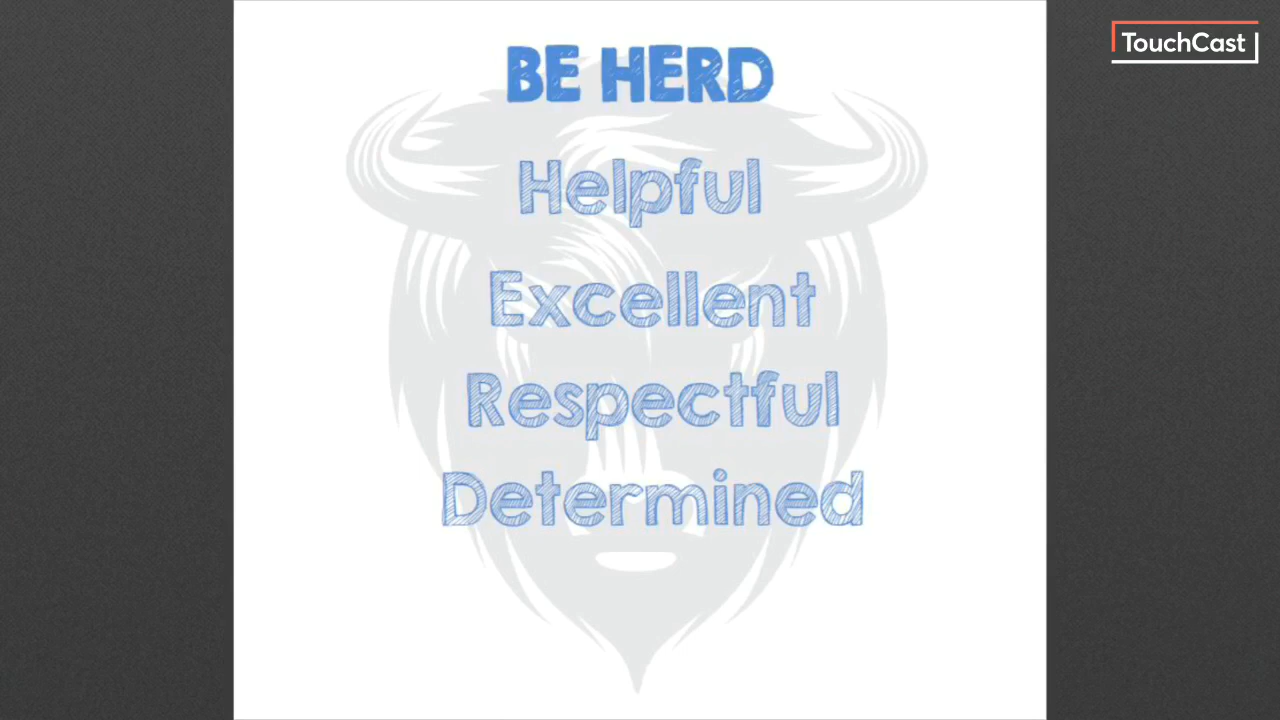 TouchCast
BE HERD
Helpful
Excellent
Respectful
Determined